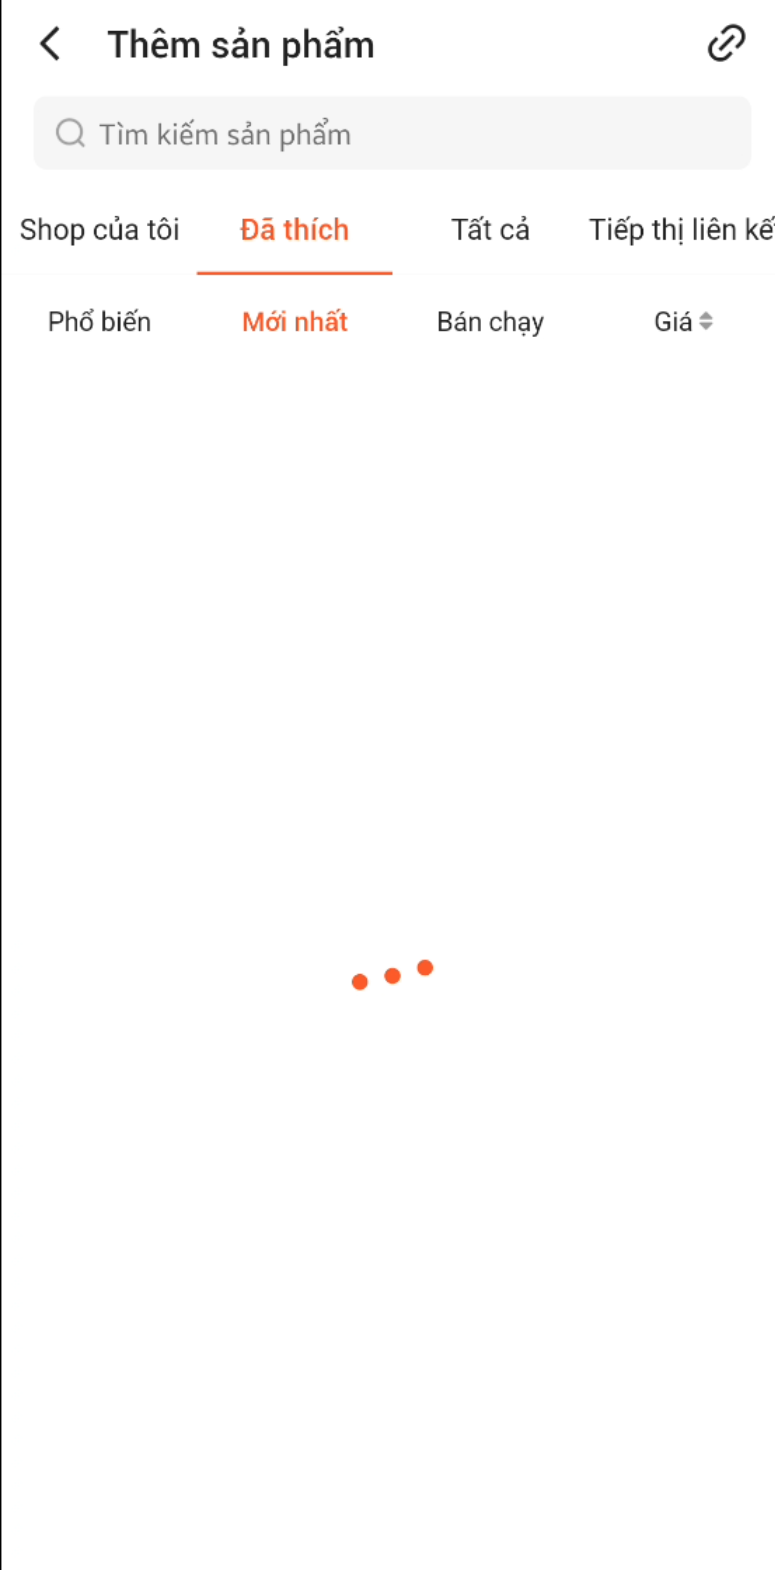 Thêm sản phẩm
Tìm kiếm sản phẩm
Shop của tôi Đã thích Tất cả Tiếp thị liên kế
Phổ biến Mới nhất Bán chạy Giá